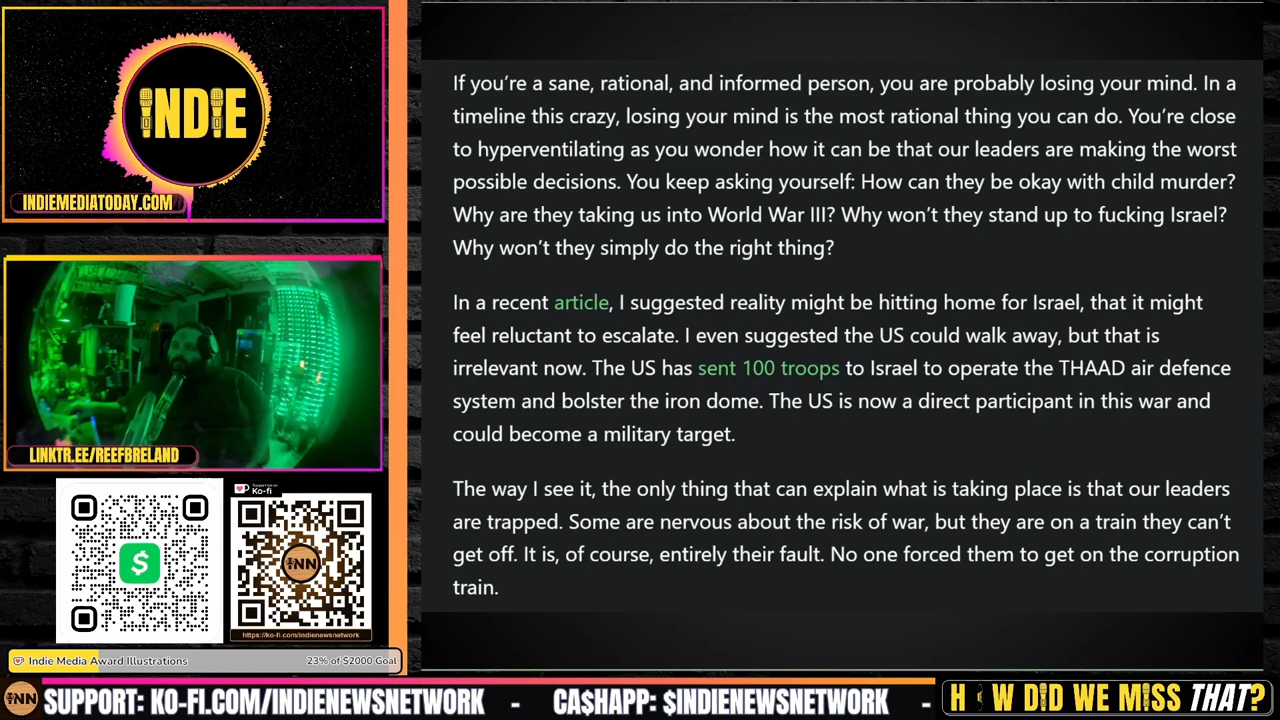 INDIE
INDIEMEDIATODAY.COM
LINKTR.EE/REEFBRELAND
Support me on
Ko-fi
INN
https://ko-fi.com/indienewsnetwork
Indie Media Award Illustrations 23% of $2000 Goal
If you’re a sane, rational, and informed person, you are probably losing your mind. In a
timeline this crazy, losing your mind is the most rational thing you can do. You’re close
to hyperventilating as you wonder how it can be that our leaders are making the worst
possible decisions. You keep asking yourself: How can they be okay with child murder?
Why are they taking us into World War III? Why won’t they stand up to fucking Israel?
Why won’t they simply do the right thing?
In a recent article, I suggested reality might be hitting home for Israel, that it might
feel reluctant to escalate. I even suggested the US could walk away, but that is
irrelevant now. The US has sent 100 troops to Israel to operate the THAAD air defence
system and bolster the iron dome. The US is now a direct participant in this war and
could become a military target.
The way I see it, the only thing that can explain what is taking place is that our leaders
are trapped. Some are nervous about the risk of war, but they are on a train they can’t
get off. It is, of course, entirely their fault. No one forced them to get on the corruption
train.
INN SUPPORT: KO-FI.COM/INDIENEWSNETWORK - CA$HAPP: $INDIENEWSNETWORK -
HOW DID WE MISS THAT?